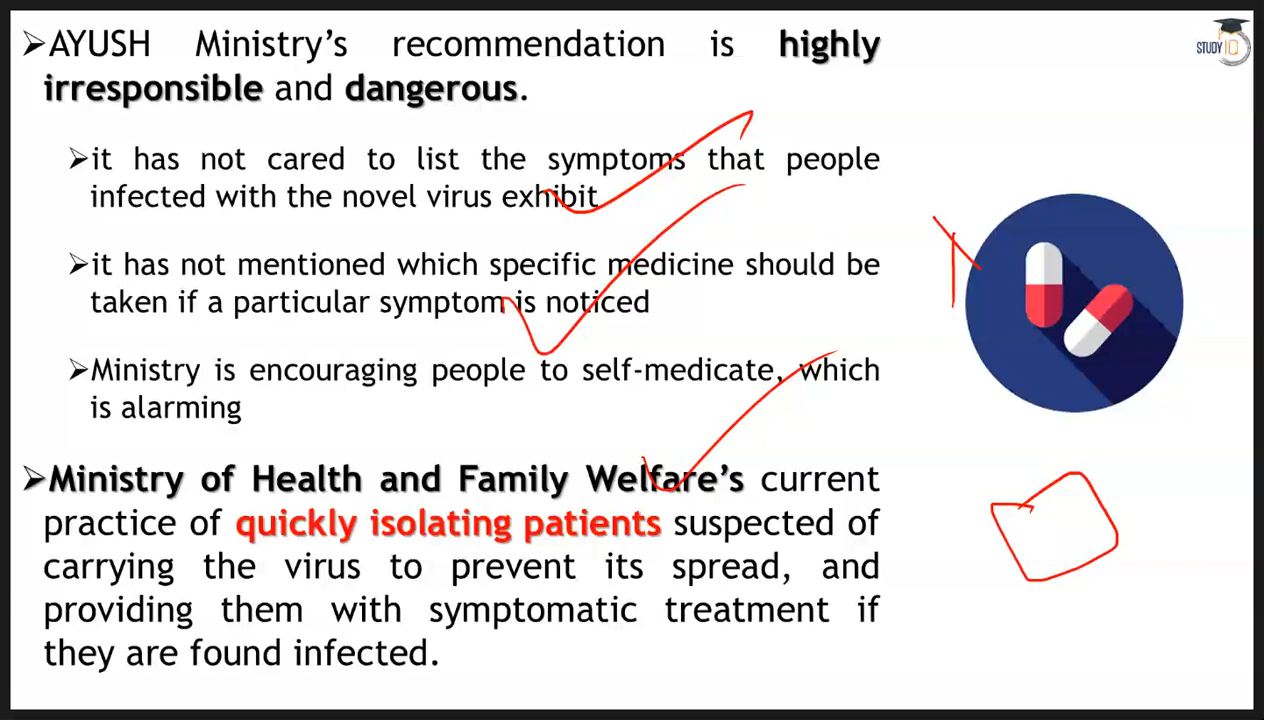 ➢AYUSH Ministry’s recommendation is highly
irresponsible and dangerous.
➢it has not cared to list the symptoms that people
infected with the novel virus exhibit
➢it has not mentioned which specific medicine should be
taken if a particular symptom is noticed
➢Ministry is encouraging people to self-medicate, which
is alarming
➢Ministry of Health and Family Welfare’s current
practice of quickly isolating patients suspected of
carrying the virus to prevent its spread, and
providing them with symptomatic treatment if
they are found infected.
STUDY IQ